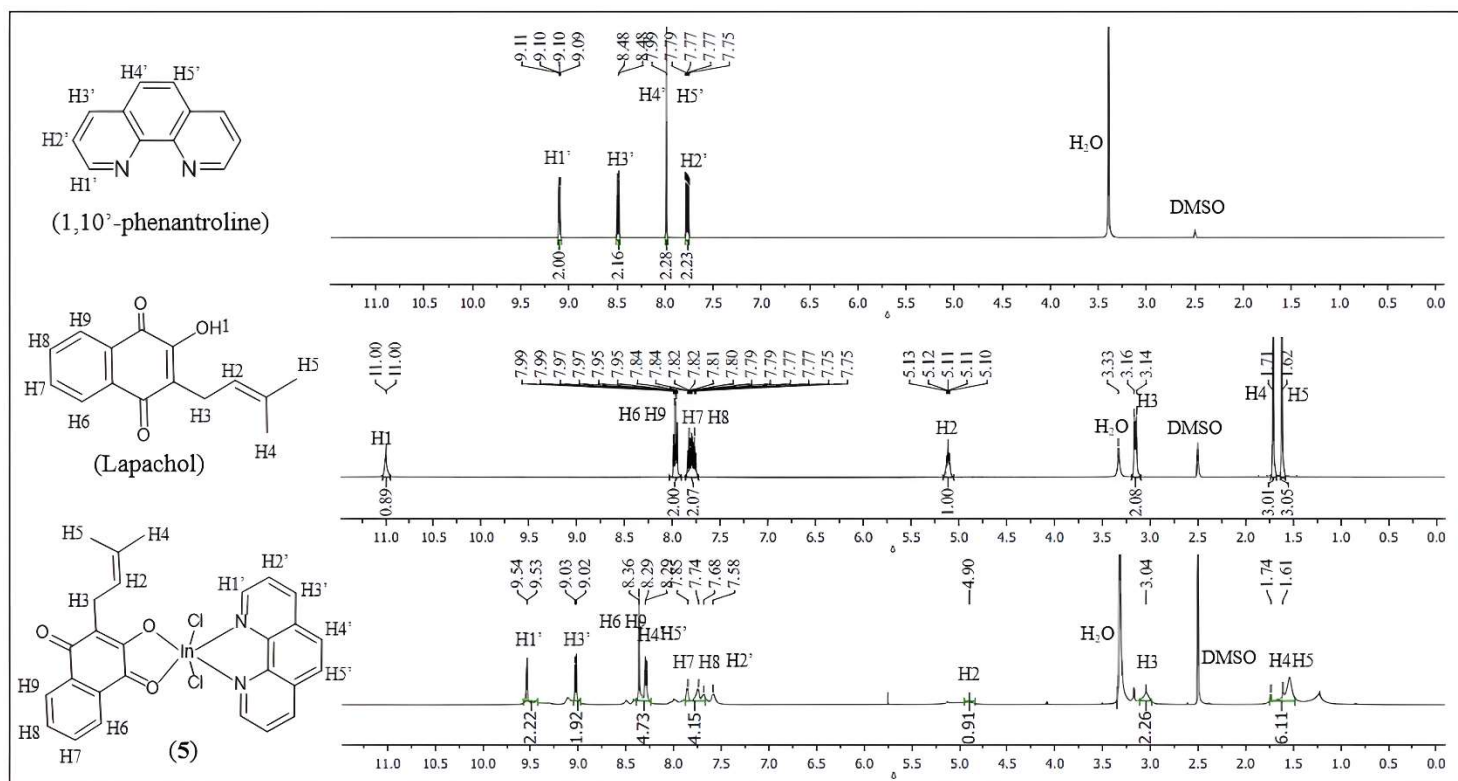 H4' H5'
H3'
H2'
N N
H1'
(1,10'-phenantroline)
9.11
9.10
9.10
9.09
8.48
8.48
7.99
7.79
7.77
7.77
7.75
H1'
H3'
H4'
H5'
H2'
H₂O
DMSO
2.00
2.16
2.28
2.23
11.0 10.5 10.0 9.5 9.0 8.5 8.0 7.5 7.0 6.5 6.0 5.5 5.0 4.5 4.0 3.5 3.0 2.5 2.0 1.5 1.0 0.5 0.0
δ
O
H9
OH1
H8
H2
H5
H7
H3
H6
O
H4
(Lapachol)
11.00
11.00
7.99
7.99
7.97
7.97
7.95
7.95
7.84
7.84
7.82
7.82
7.81
7.80
7.79
7.79
7.77
7.77
7.75
7.75
5.13
5.12
5.11
5.11
5.10
3.33
3.16
3.14
1.71
1.62
H1
H6 H9
H7 H8
H2
H₂O
H3
DMSO
H4
H5
0.89
2.00
2.07
1.00
2.08
3.01
3.05
11.0 10.5 10.0 9.5 9.0 8.5 8.0 7.5 7.0 6.5 6.0 5.5 5.0 4.5 4.0 3.5 3.0 2.5 2.0 1.5 1.0 0.5 0.0
δ
H5 H4
H2
H3
H2'
H1'
H3'
O
O
Cl
N
In
H4'
O
Cl
N
H5'
H9
H6
H8
H7
(5)
9.54
9.53
9.03
9.02
8.36
8.29
8.29
7.85
7.74
7.68
7.58
4.90
3.04
1.74
1.61
H1'
H3'
H6 H9
H4'H5'
H7 H8
H2'
H2
H₂O
H3
DMSO
H4H5
2.22
1.92
4.73
4.15
0.91
2.26
6.11
11.0 10.5 10.0 9.5 9.0 8.5 8.0 7.5 7.0 6.5 6.0 5.5 5.0 4.5 4.0 3.5 3.0 2.5 2.0 1.5 1.0 0.5 0.0
δ